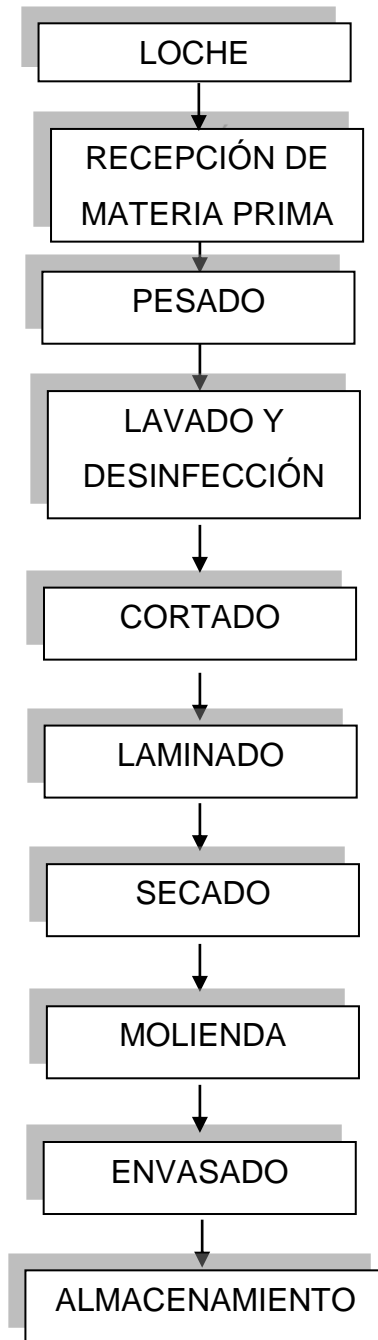 LOCHE
RECEPCIÓN DE
MATERIA PRIMA
PESADO
LAVADO Y
DESINFECCIÓN
CORTADO
LAMINADO
SECADO
MOLIENDA
ENVASADO
ALMACENAMIENTO